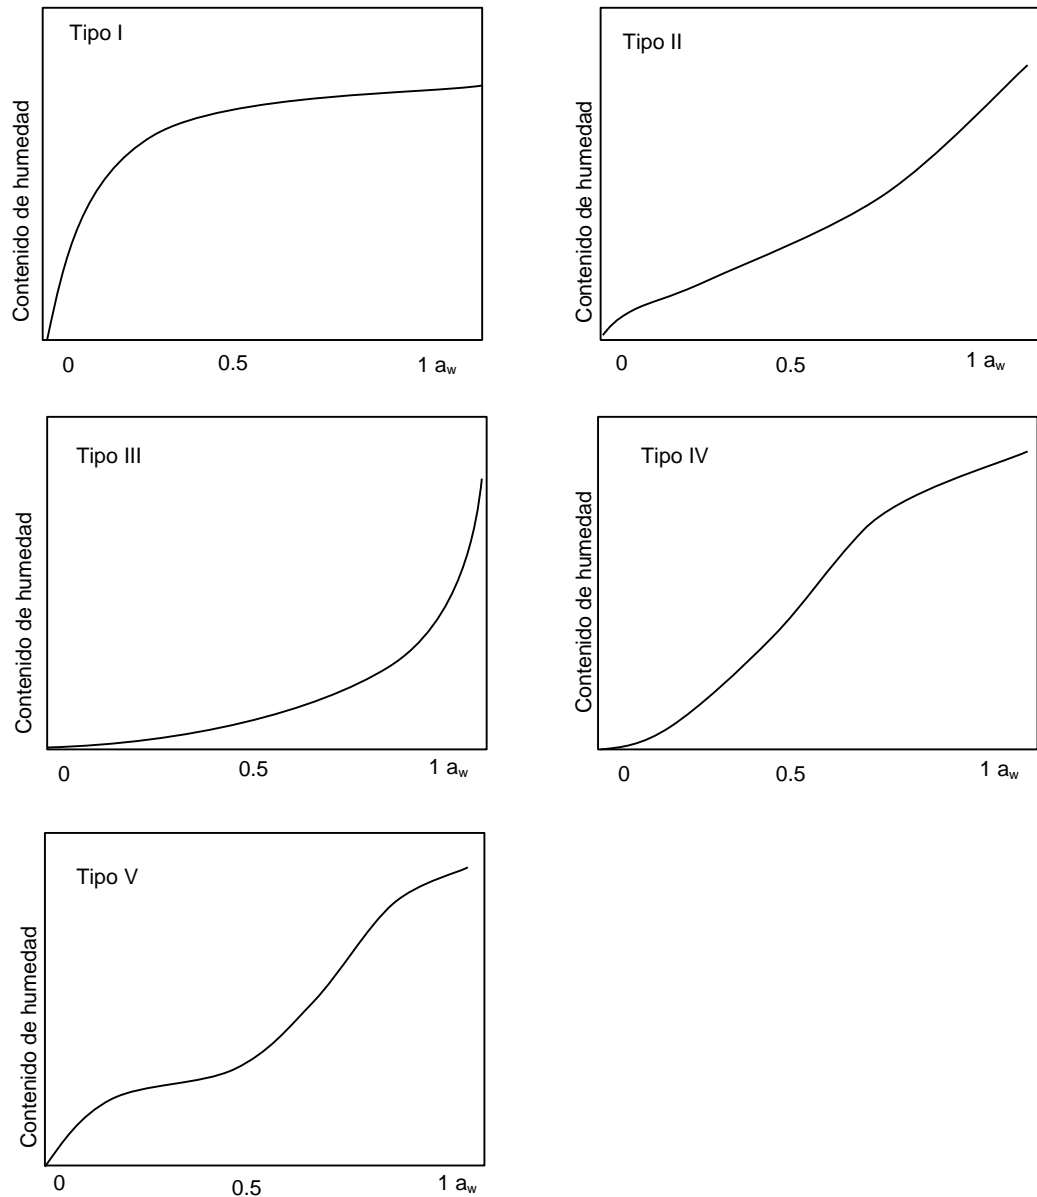 Tipo I
Contenido de humedad
0
0.5
1 aw
Tipo II
Contenido de humedad
0
0.5
1 aw
Tipo III
Contenido de humedad
0
0.5
1 aw
Tipo IV
Contenido de humedad
0
0.5
1 aw
Tipo V
Contenido de humedad
0
0.5
1 aw